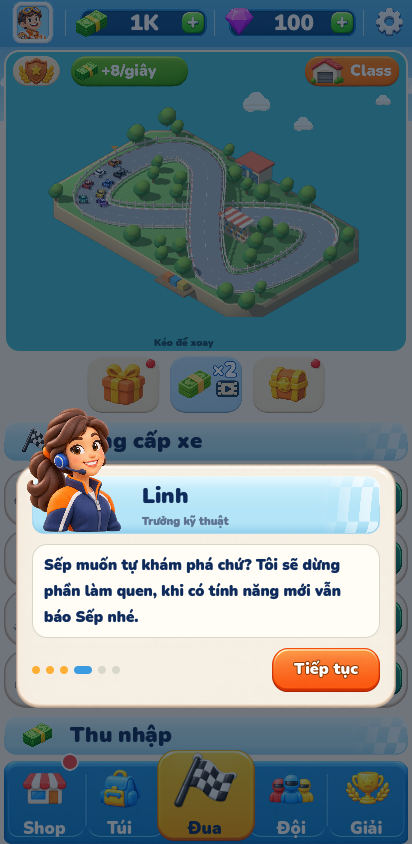 1K
100
+8/giây
Class
Kéo để xoay
x2
cấp xe
Linh
Trưởng kỹ thuật
Sếp muốn tự khám phá chứ? Tôi sẽ dừng
phần làm quen, khi có tính năng mới vẫn
báo Sếp nhé.
Tiếp tục
Thu nhập
Shop
Túi
Đua
Đội
Giải